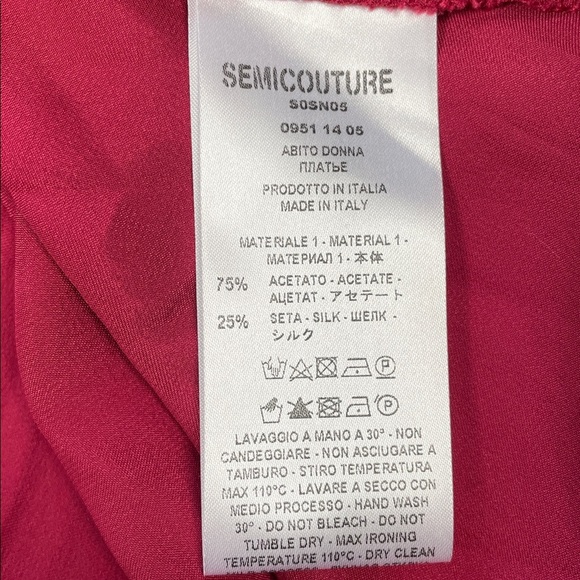 SEMICOUTURE
S0SN05
0951 14 05
ABITO DONNA
ПЛАТЬЕ
PRODOTTO IN ITALIA
MADE IN ITALY
MATERIALE 1 - MATERIAL 1 -
МАТЕРИАЛ 1 - 本体
75% ACETATO - ACETATE -
АЦЕТАТ - アセテート
25% SETA - SILK - ШЕЛК -
シルク
LAVAGGIO A MANO A 30° - NON
CANDEGGIARE - NON ASCIUGARE A
TAMBURO - STIRO TEMPERATURA
MAX 110°C - LAVARE A SECCO CON
MEDIO PROCESSO - HAND WASH
30° - DO NOT BLEACH - DO NOT
TUMBLE DRY - MAX IRONING
TEMPERATURE 110°C - DRY CLEAN